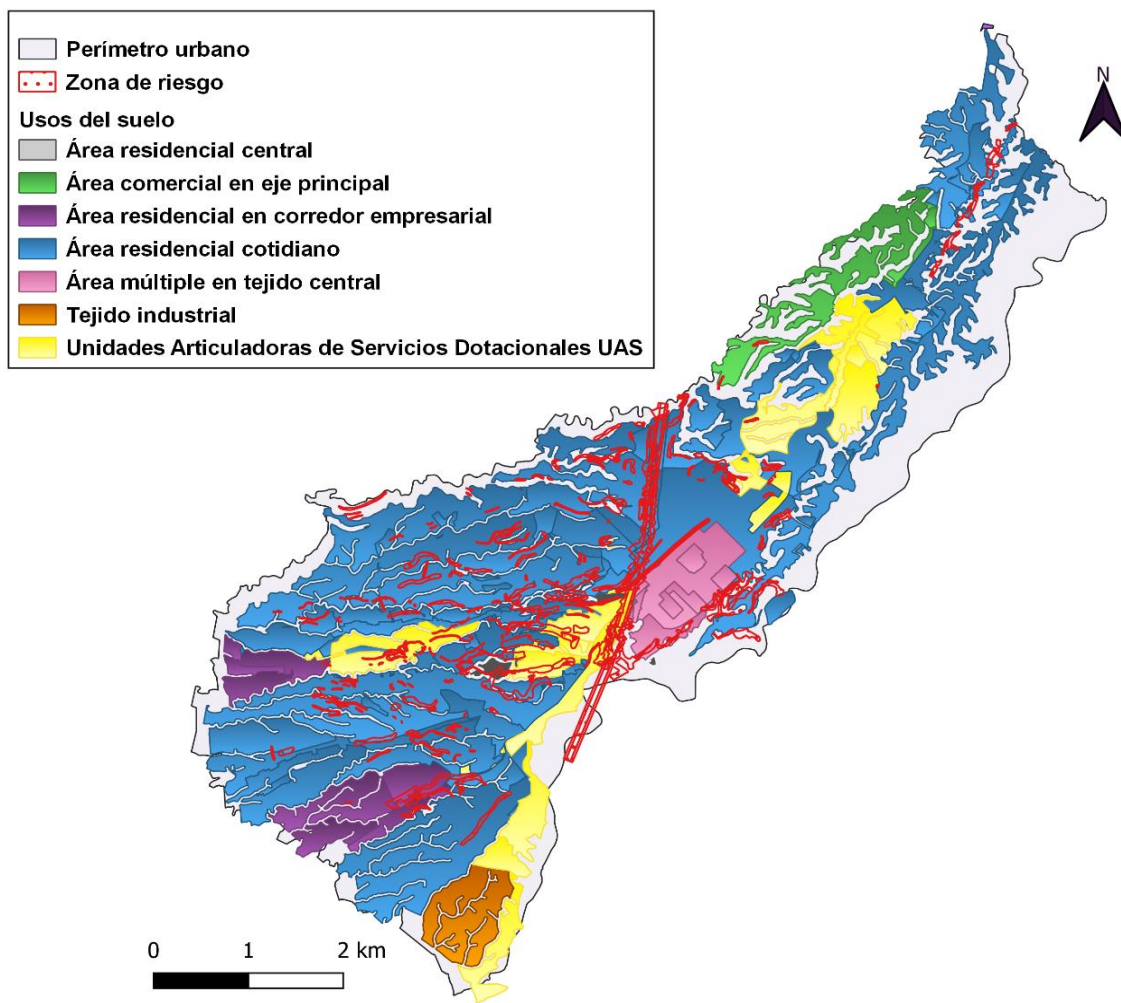 Perímetro urbano
Zona de riesgo
Usos del suelo
Área residencial central
Área comercial en eje principal
Área residencial en corredor empresarial
Área residencial cotidiano
Área múltiple en tejido central
Tejido industrial
Unidades Articuladoras de Servicios Dotacionales UAS
N
0 1 2 km